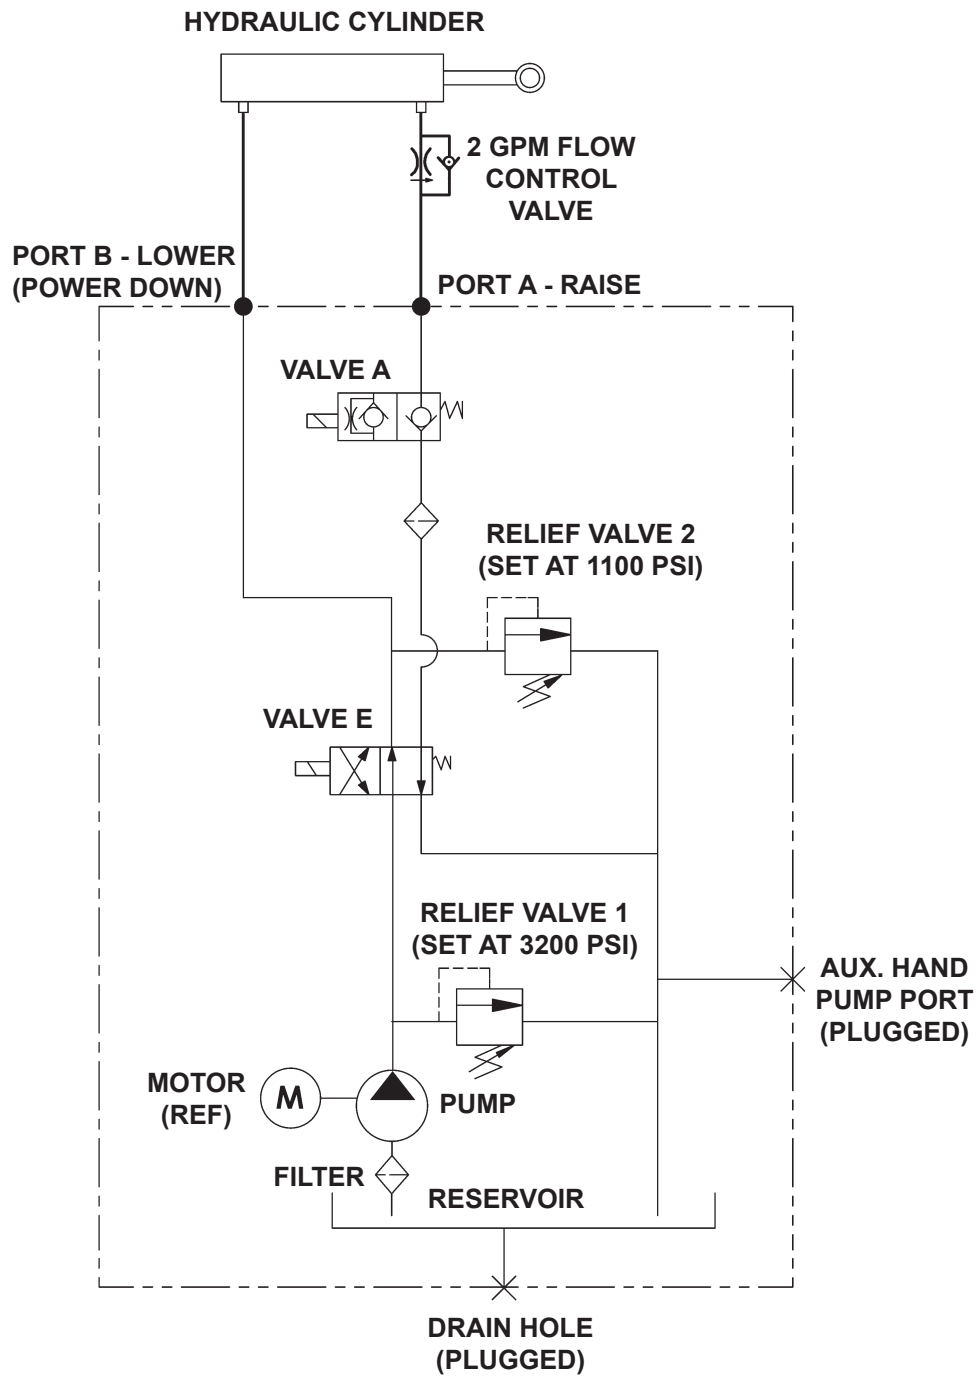 HYDRAULIC CYLINDER
2 GPM FLOW
CONTROL
VALVE
PORT B - LOWER
(POWER DOWN)
PORT A - RAISE
VALVE A
RELIEF VALVE 2
(SET AT 1100 PSI)
VALVE E
RELIEF VALVE 1
(SET AT 3200 PSI)
AUX. HAND
PUMP PORT
(PLUGGED)
MOTOR
(REF)
M
PUMP
FILTER
RESERVOIR
DRAIN HOLE
(PLUGGED)